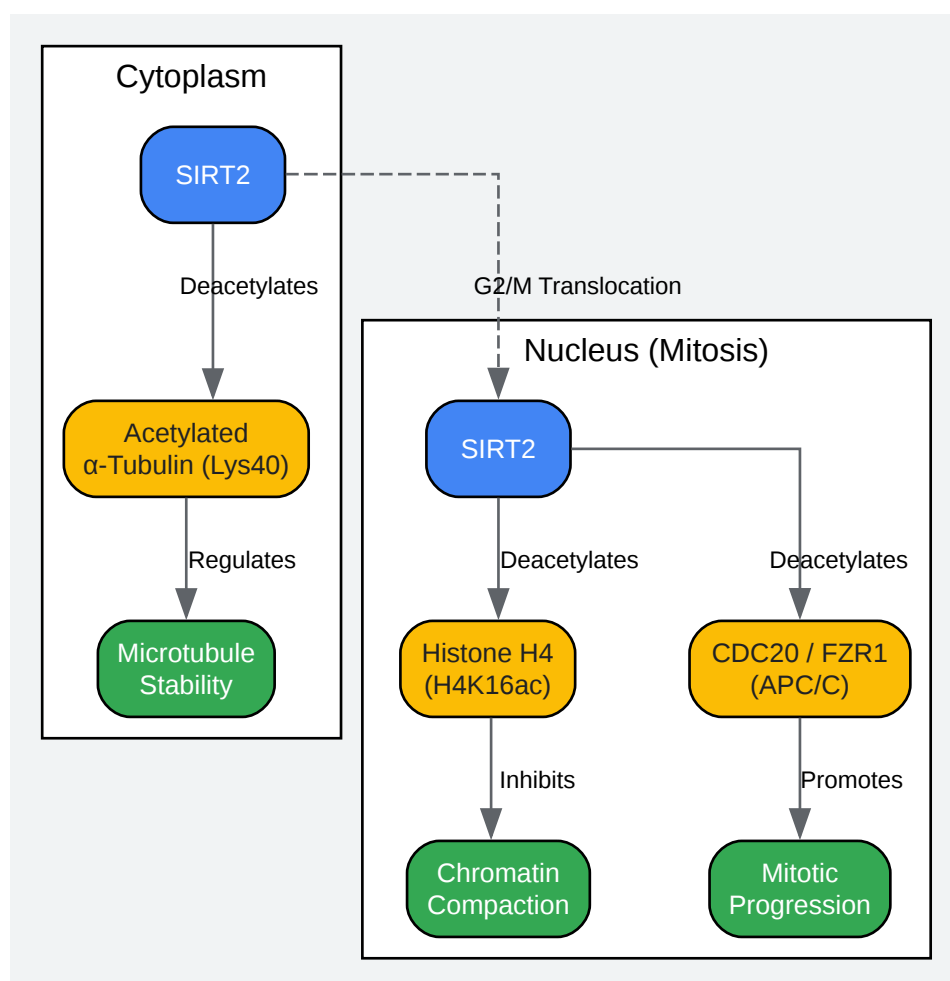 Cytoplasm
SIRT2
Deacetylates
Acetylated
α-Tubulin (Lys40)
Regulates
Microtubule
Stability
G2/M Translocation
Nucleus (Mitosis)
SIRT2
Deacetylates
Deacetylates
Histone H4
(H4K16ac)
CDC20 / FZR1
(APC/C)
Inhibits
Promotes
Chromatin
Compaction
Mitotic
Progression